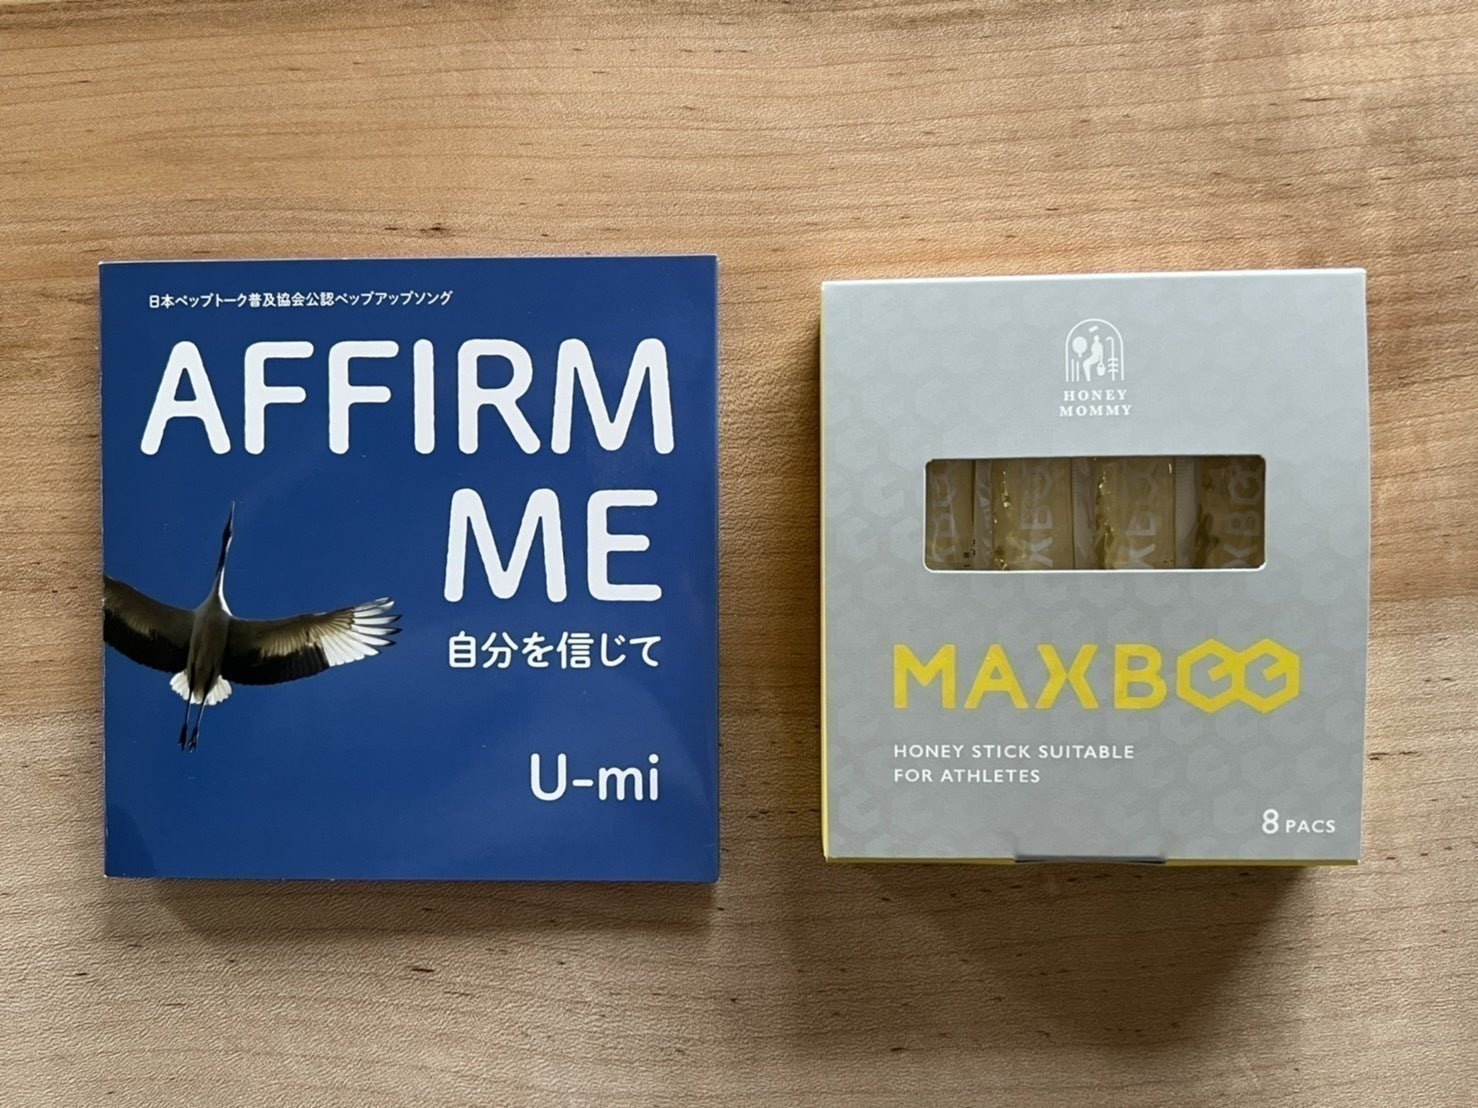 日本ペップトーク普及協会公認ペップアップソング
AFFIRM
ME
自分を信じて
U-mi
HONEY
MOMMY
MAXBEE
HONEY STICK SUITABLE
FOR ATHLETES
8 PACS